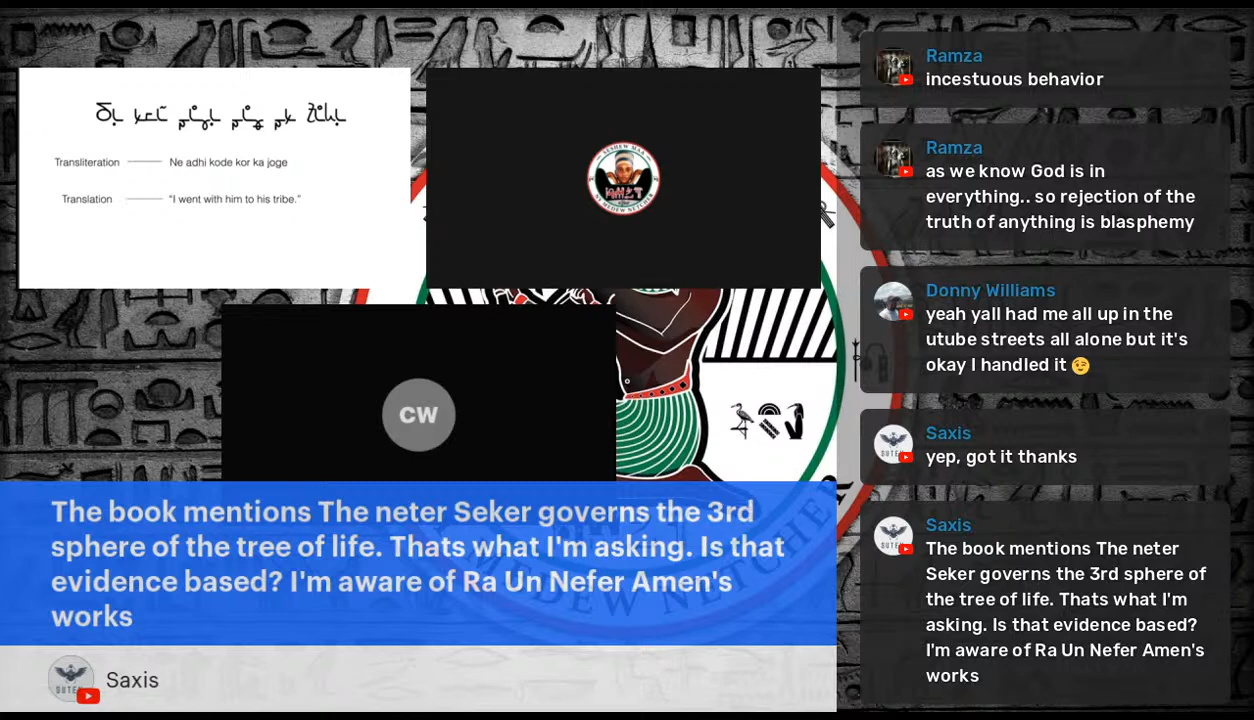 Transliteration
Ne adhi kode kor ka joge
Translation
“I went with him to his tribe.”
CW
The book mentions The neter Seker governs the 3rd
sphere of the tree of life. Thats what I'm asking. Is that
evidence based? I'm aware of Ra Un Nefer Amen's
works
Saxis
Ramza
incestuous behavior
Ramza
as we know God is in
everything.. so rejection of the
truth of anything is blasphemy
Donny Williams
yeah yall had me all up in the
utube streets all alone but it's
okay I handled it 😉
Saxis
yep, got it thanks
Saxis
The book mentions The neter
Seker governs the 3rd sphere of
the tree of life. Thats what I'm
asking. Is that evidence based?
I'm aware of Ra Un Nefer Amen's
works
MEDEW NETCHER